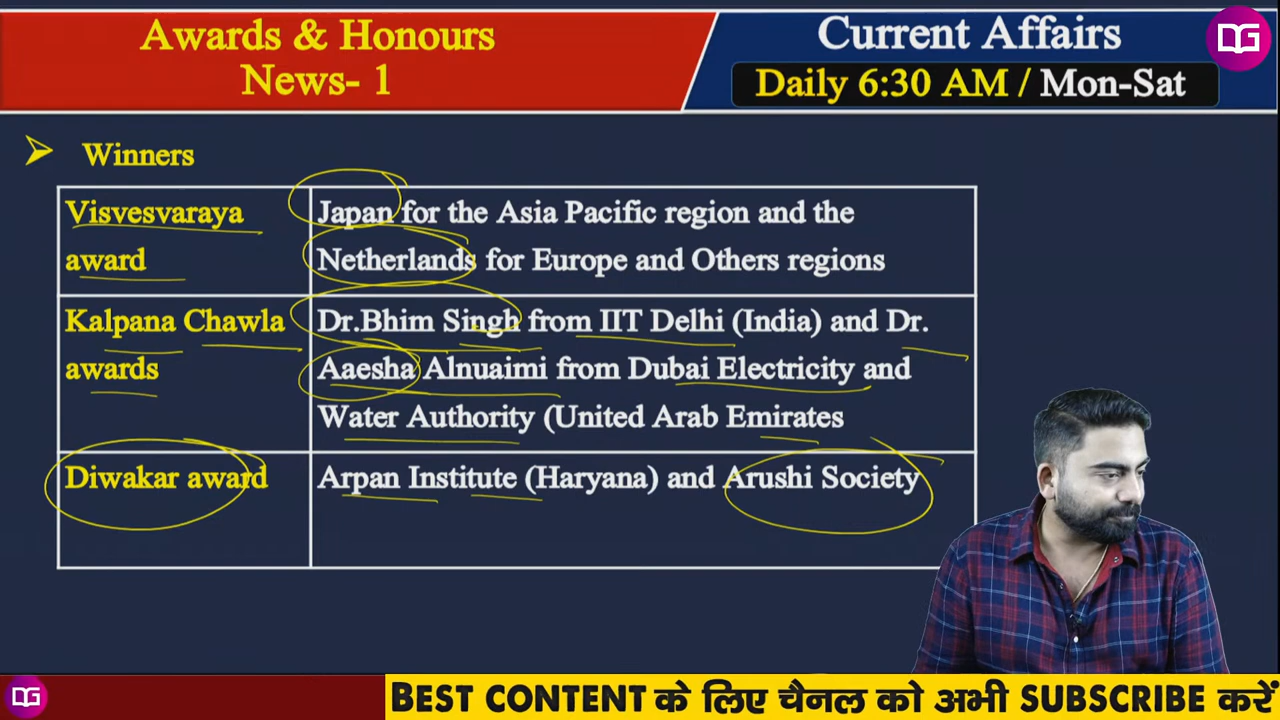 Awards & Honours
News- 1
Current Affairs
Daily 6:30 AM / Mon-Sat
DG
➤ Winners
Visvesvaraya
award
Japan for the Asia Pacific region and the
Netherlands for Europe and Others regions
Kalpana Chawla
awards
Dr.Bhim Singh from IIT Delhi (India) and Dr.
Aaesha Alnuaimi from Dubai Electricity and
Water Authority (United Arab Emirates
Diwakar award
Arpan Institute (Haryana) and Arushi Society
DG
BEST CONTENT के लिए चैनल को अभी SUBSCRIBE करें